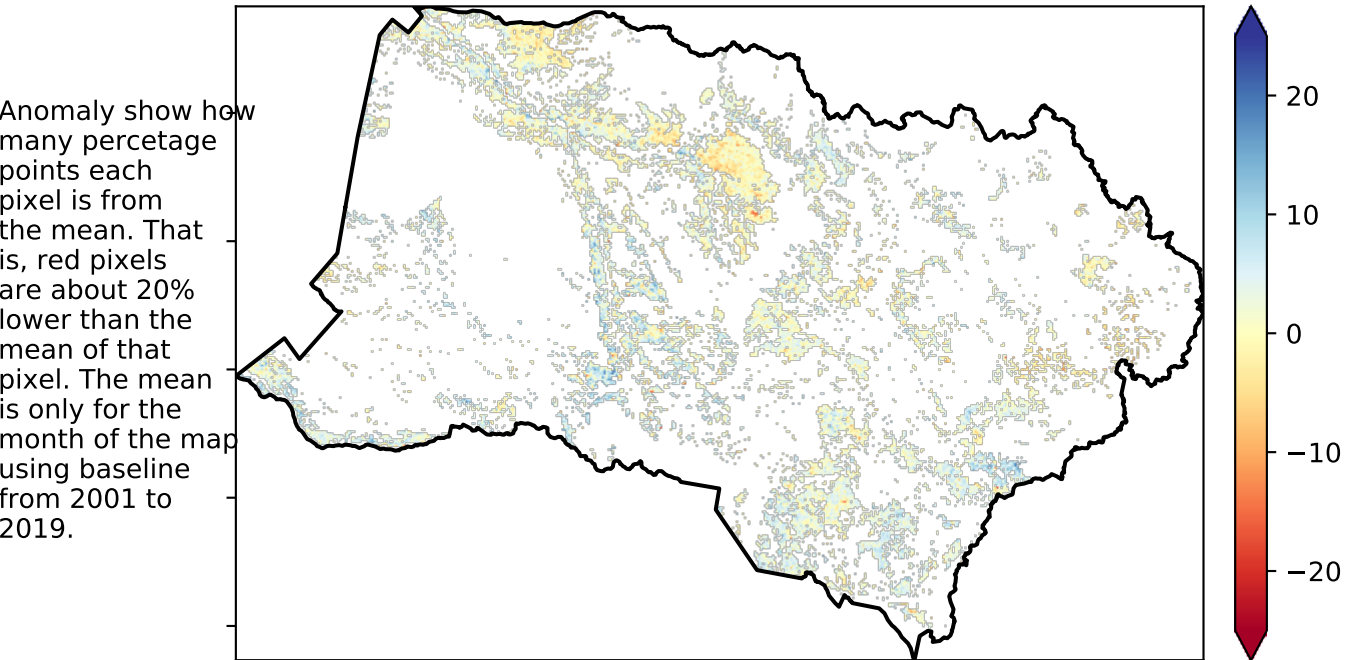 Anomaly show how
many percetage
points each
pixel is from
the mean. That
is, red pixels
are about 20%
lower than the
mean of that
pixel. The mean
is only for the
month of the map
using baseline
from 2001 to
2019.
20
10
0
−10
−20